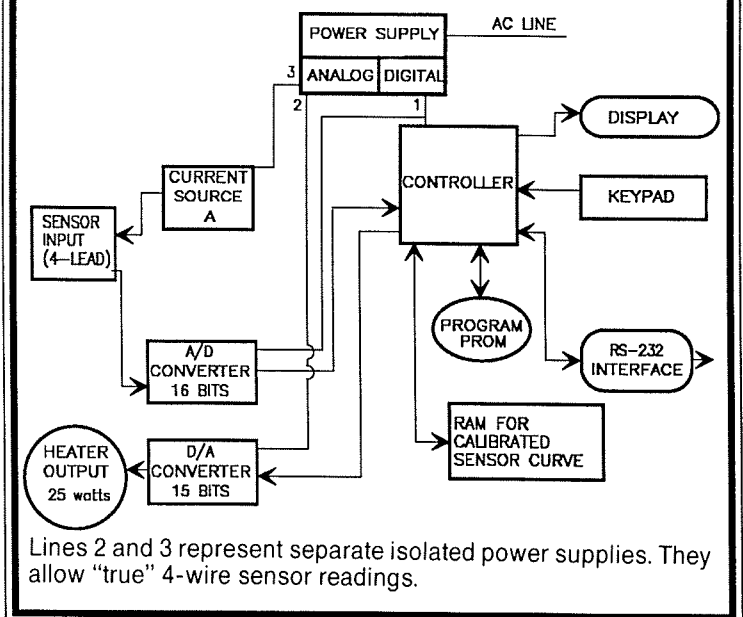 POWER SUPPLY
AC LINE
3
ANALOG
DIGITAL
2
1
DISPLAY
CURRENT
SOURCE
A
CONTROLLER
KEYPAD
SENSOR
INPUT
(4-LEAD)
PROGRAM
PROM
A/D
CONVERTER
16 BITS
RS-232
INTERFACE
RAM FOR
CALIBRATED
SENSOR CURVE
HEATER
OUTPUT
25 watts
D/A
CONVERTER
15 BITS
Lines 2 and 3 represent separate isolated power supplies. They
allow “true” 4-wire sensor readings.